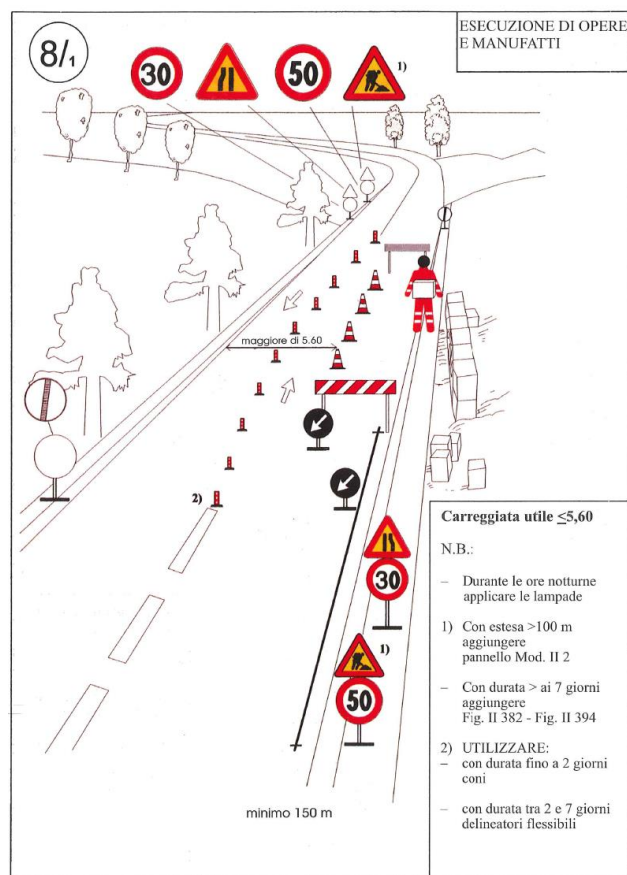 8/1
ESECUZIONE DI OPERE
E MANUFATTI
30
50
1)
maggiore di 5.60
2)
30
1)
50
minimo 150 m
Carreggiata utile ≤5,60
N.B.:
– Durante le ore notturne
applicare le lampade
1) Con estesa >100 m
aggiungere
pannello Mod. II 2
– Con durata > ai 7 giorni
aggiungere
Fig. II 382 - Fig. II 394
2) UTILIZZARE:
– con durata fino a 2 giorni
coni
– con durata tra 2 e 7 giorni
delineatori flessibili